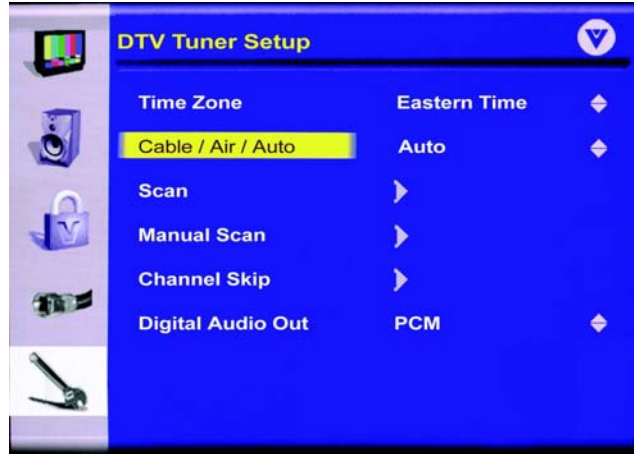 DTV Tuner Setup
V
Time Zone Eastern Time
Cable / Air / Auto Auto
Scan
Manual Scan
Channel Skip
Digital Audio Out PCM
V